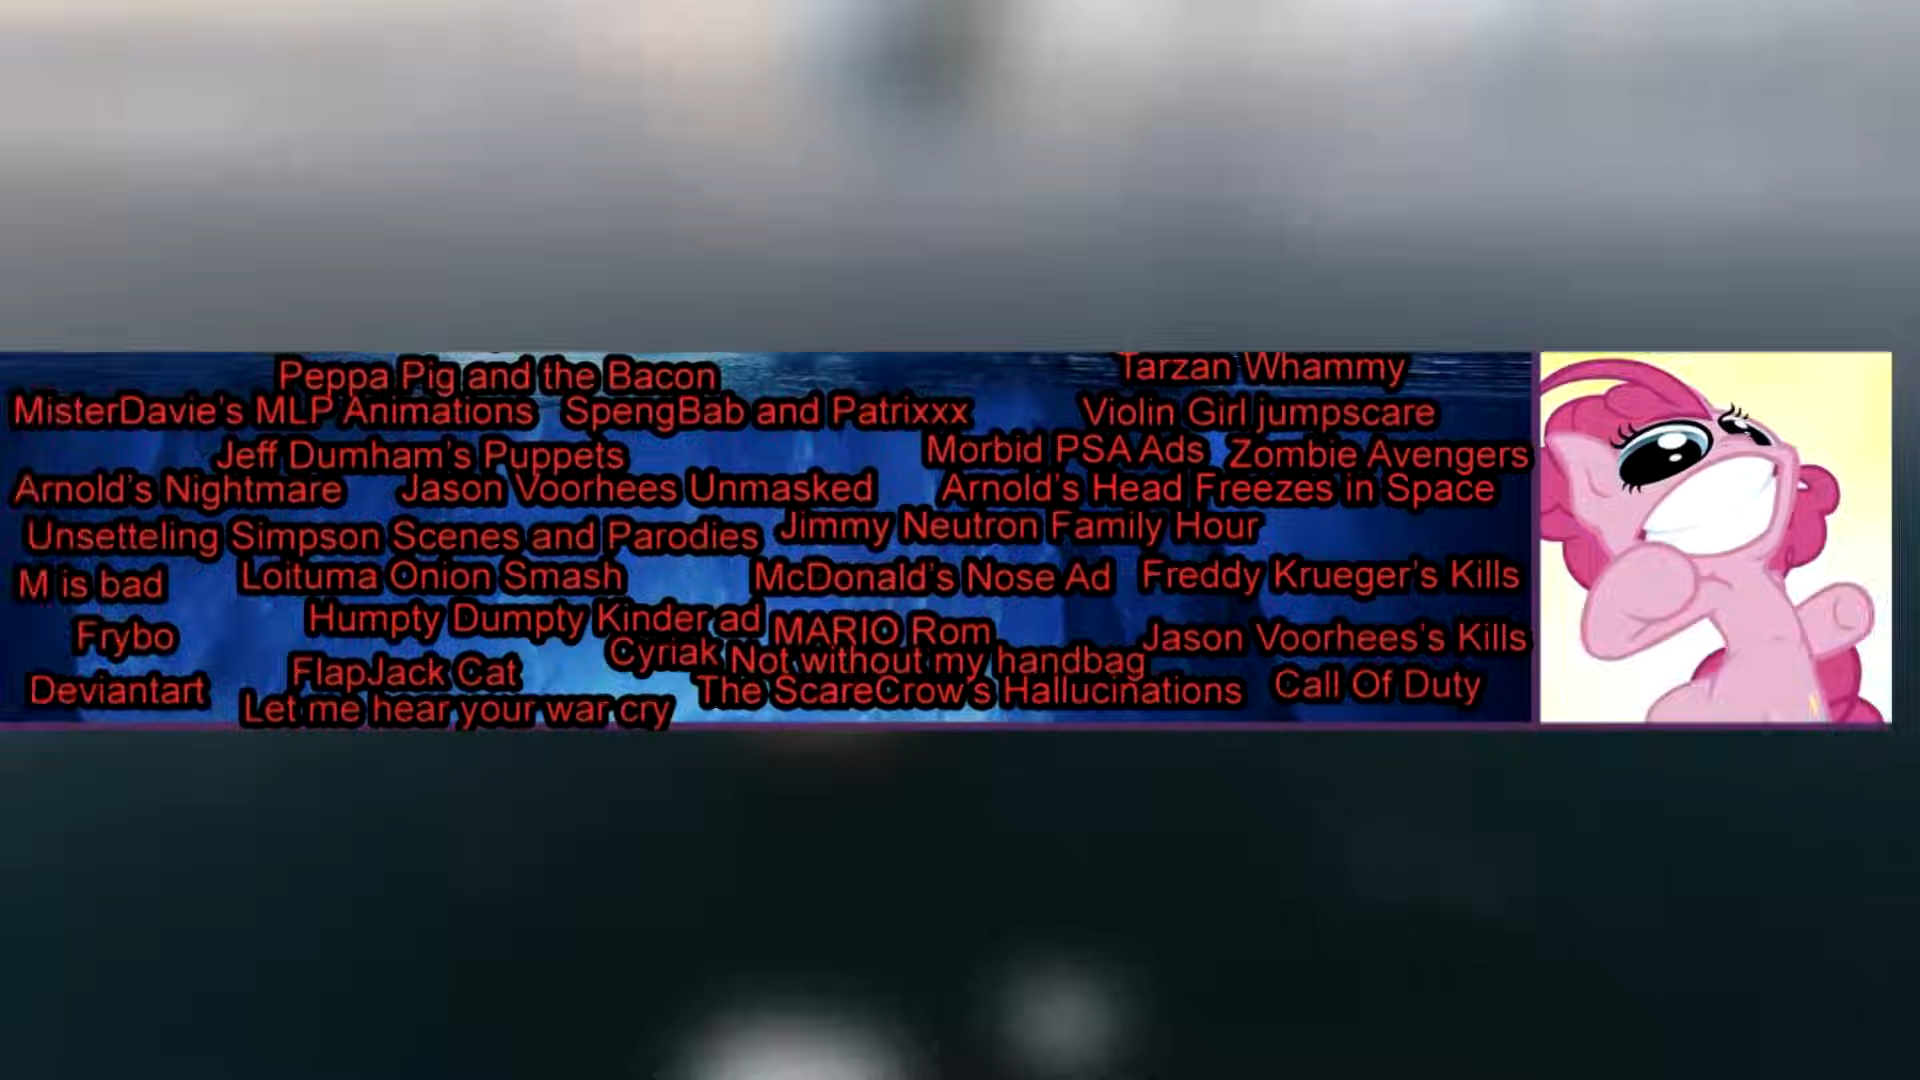 Peppa Pig and the Bacon
Tarzan Whammy
MisterDavie's MLP Animations
SpengBab and Patrixxx
Violin Girl jumpscare
Jeff Dumham's Puppets
Morbid PSA Ads
Zombie Avengers
Arnold's Nightmare
Jason Voorhees Unmasked
Arnold's Head Freezes in Space
Unsetteling Simpson Scenes and Parodies
Jimmy Neutron Family Hour
M is bad
Loituma Onion Smash
McDonald's Nose Ad
Freddy Krueger's Kills
Humpty Dumpty Kinder ad
Frybo
MARIO Rom
Jason Voorhees's Kills
Cyriak
Not without my handbag
FlapJack Cat
Deviantart
The ScareCrow's Hallucinations
Call Of Duty
Let me hear your war cry